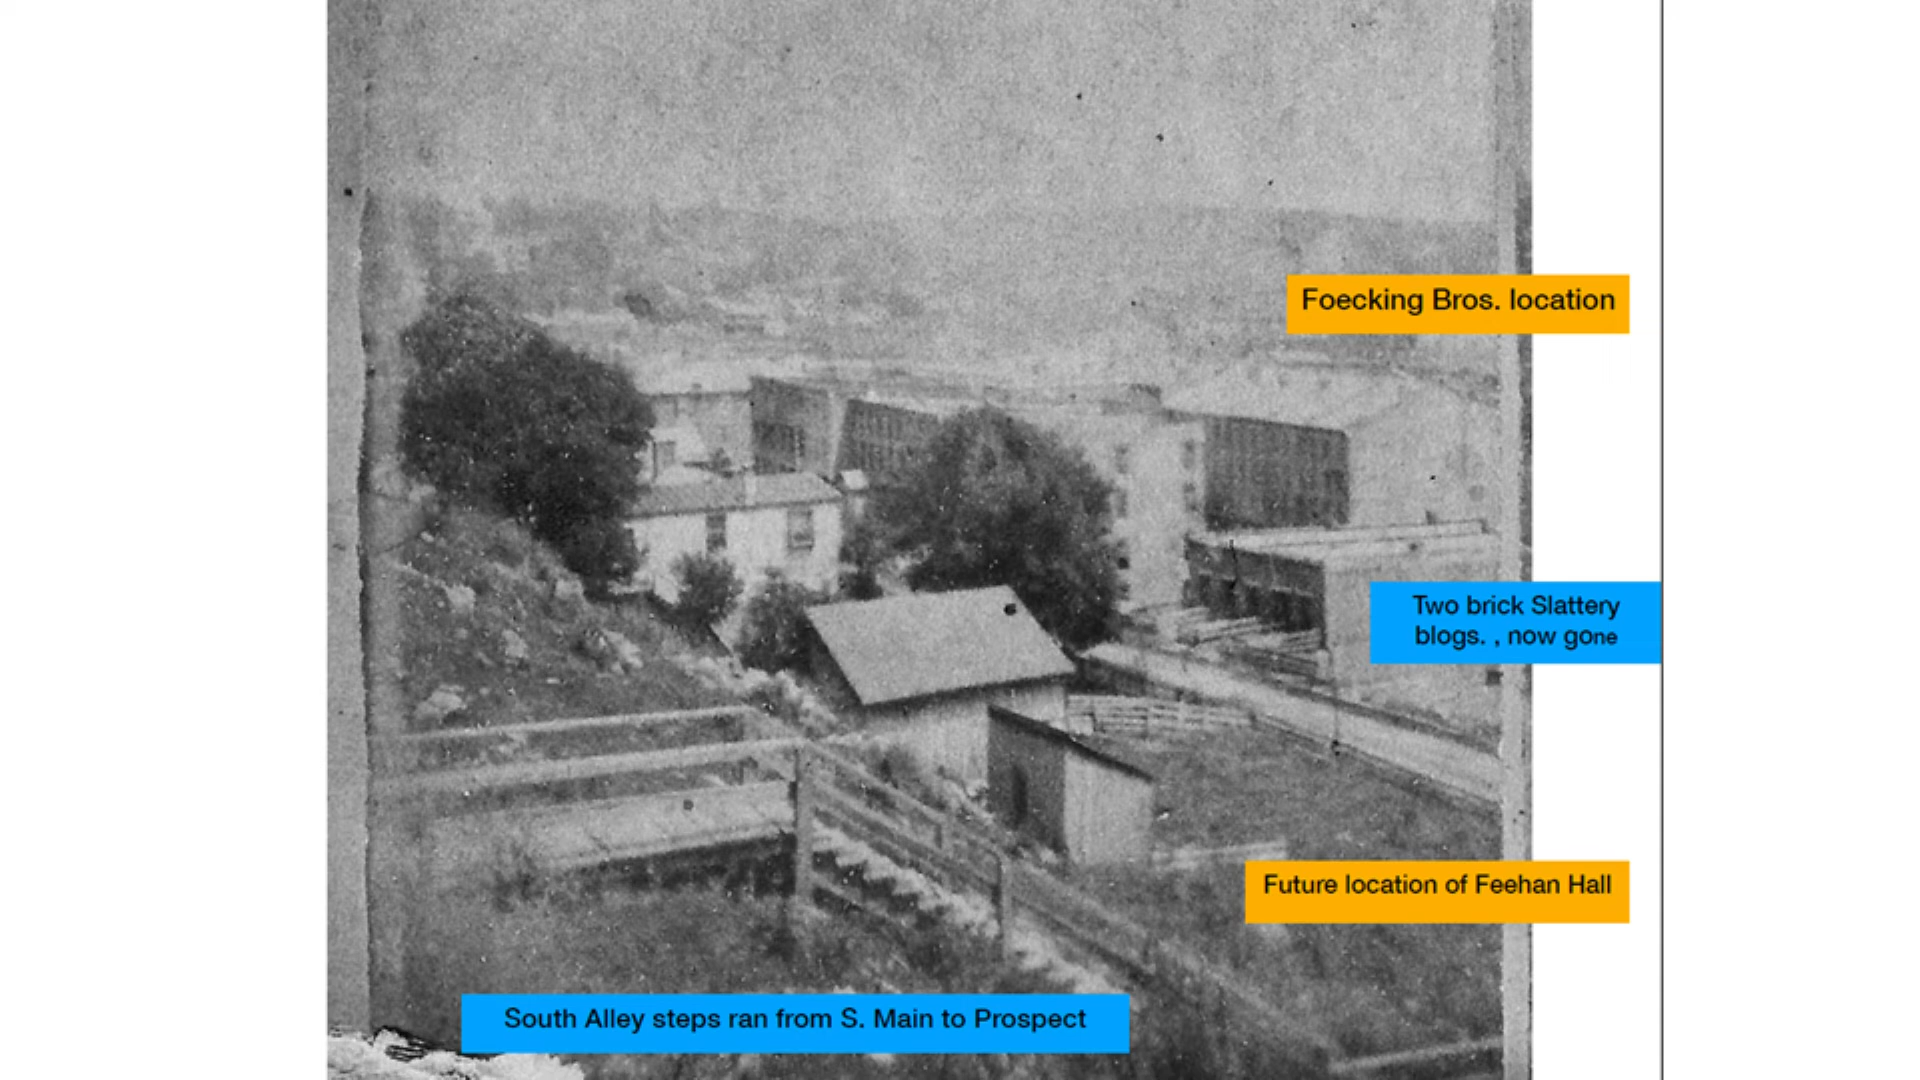 Foecking Bros. location
Two brick Slattery
blogs. , now gone
Future location of Feehan Hall
South Alley steps ran from S. Main to Prospect